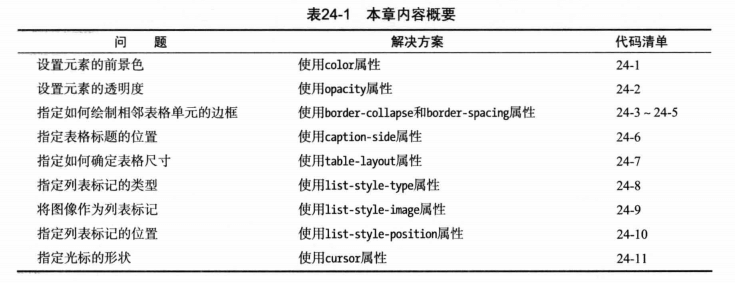 表24-1 本章内容概要
问 题 解决方案 代码清单
设置元素的前景色 使用color属性 24-1
设置元素的透明度 使用opacity属性 24-2
指定如何绘制相邻表格单元的边框 使用border-collapse和border-spacing属性 24-3～24-5
指定表格标题的位置 使用caption-side属性 24-6
指定如何确定表格尺寸 使用table-layout属性 24-7
指定列表标记的类型 使用list-style-type属性 24-8
将图像作为列表标记 使用list-style-image属性 24-9
指定列表标记的位置 使用list-style-position属性 24-10
指定光标的形状 使用cursor属性 24-11